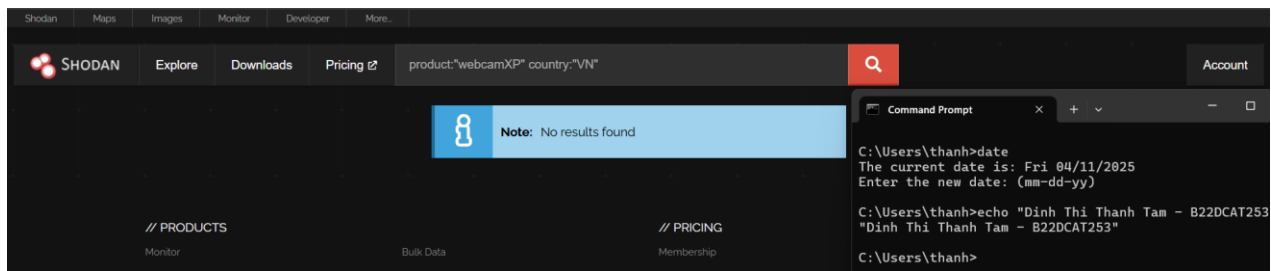 Shodan Maps Images Monitor Developer More...
SHODAN Explore Downloads Pricing product:"webcamXP" country:"VN" Account
Note: No results found
// PRODUCTS // PRICING
Monitor Bulk Data Membership
Command Prompt
C:\Users\thanh>date
The current date is: Fri 04/11/2025
Enter the new date: (mm-dd-yy)
C:\Users\thanh>echo "Dinh Thi Thanh Tam - B22DCAT253
"Dinh Thi Thanh Tam - B22DCAT253"
C:\Users\thanh>